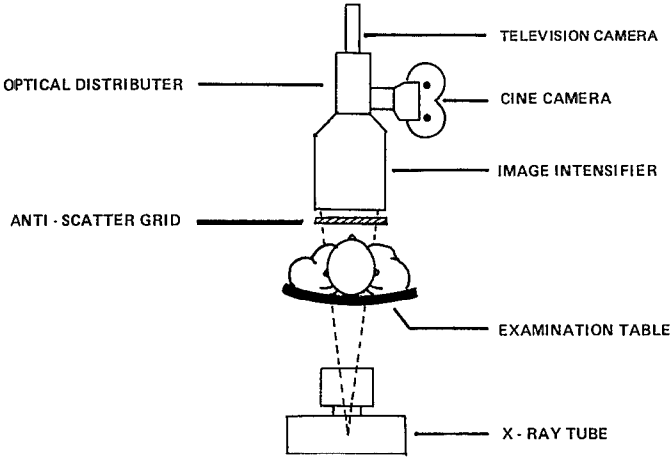 TELEVISION CAMERA
OPTICAL DISTRIBUTER
CINE CAMERA
IMAGE INTENSIFIER
ANTI - SCATTER GRID
EXAMINATION TABLE
X - RAY TUBE